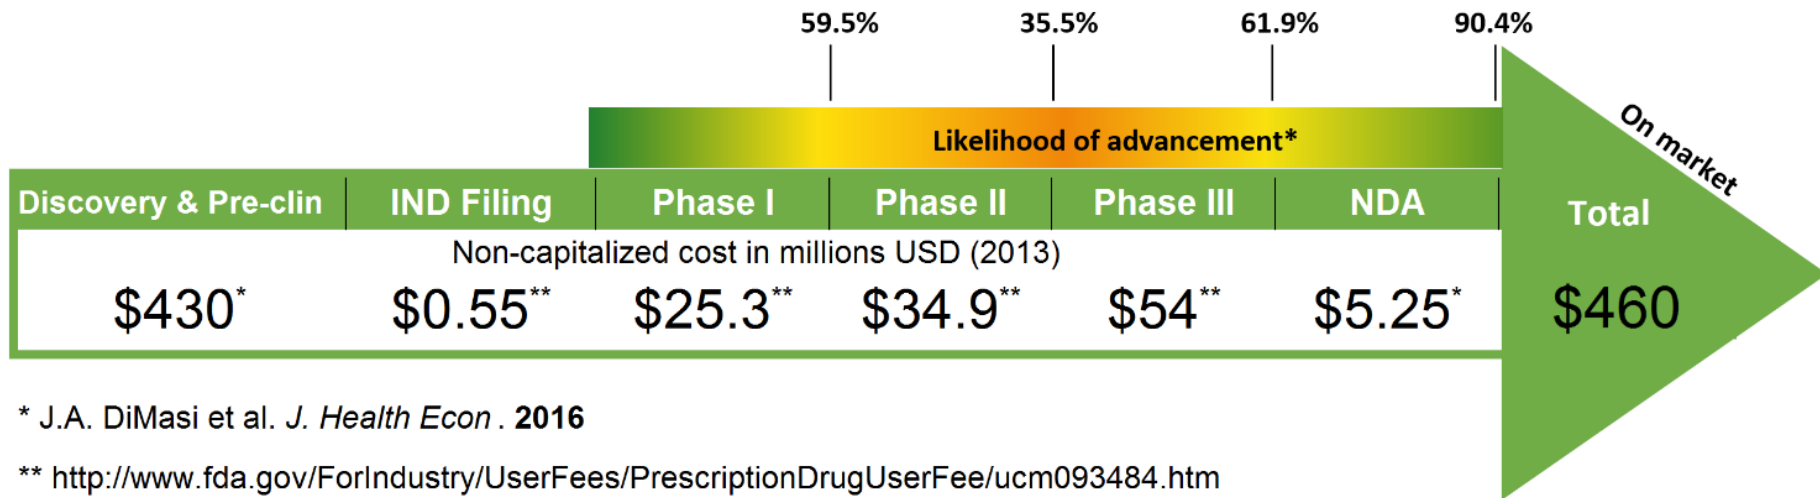 59.5% 35.5% 61.9% 90.4%
Likelihood of advancement*
On market
Discovery & Pre-clin IND Filing Phase I Phase II Phase III NDA Total
Non-capitalized cost in millions USD (2013)
$430* $0.55** $25.3** $34.9** $54** $5.25* $460
* J.A. DiMasi et al. J. Health Econ . 2016
** http://www.fda.gov/ForIndustry/UserFees/PrescriptionDrugUserFee/ucm093484.htm